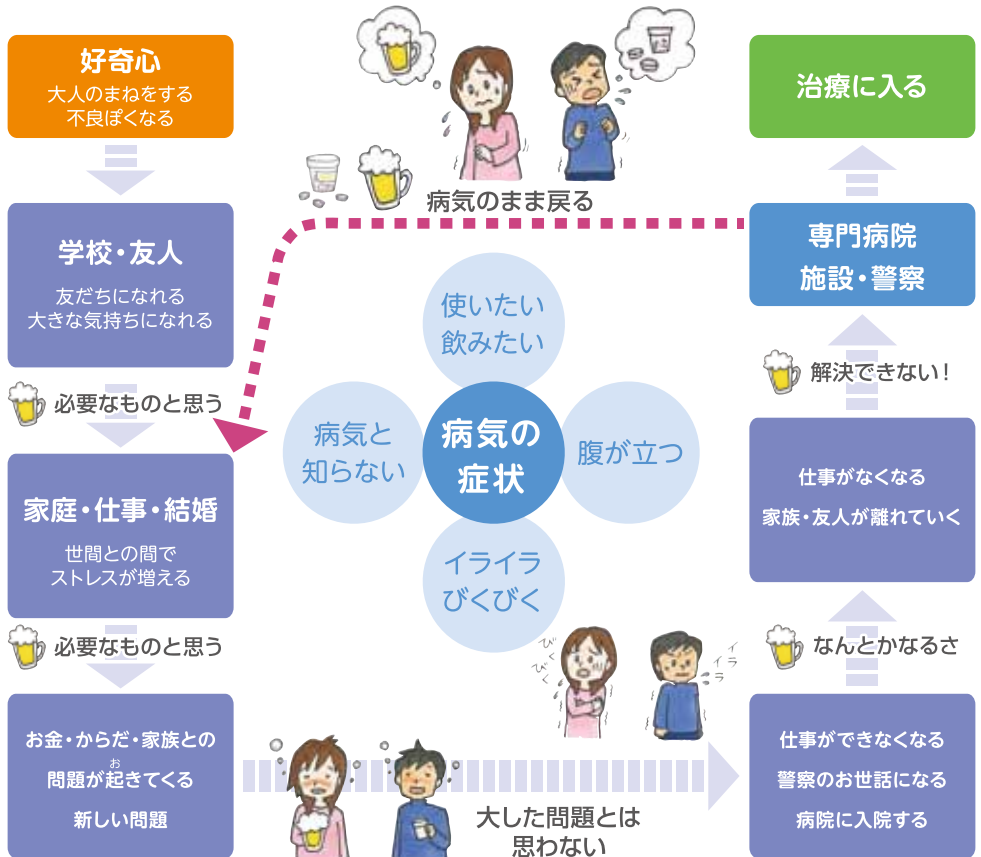 好奇心
大人のまねをする
不良ぽくなる
学校・友人
友だちになれる
大きな気持ちになれる
必要なものと思う
家庭・仕事・結婚
世間との間で
ストレスが増える
必要なものと思う
お金・からだ・家族との
お
問題が起きてくる
新しい問題
大した問題とは
思わない
仕事ができなくなる
警察のお世話になる
病院に入院する
なんとかなるさ
仕事がなくなる
家族・友人が離れていく
解決できない!
専門病院
施設・警察
治療に入る
病気のまま戻る
使いたい
飲みたい
病気と
知らない
病気の
症状
腹が立つ
イライラ
びくびく
びくびく
イライラ